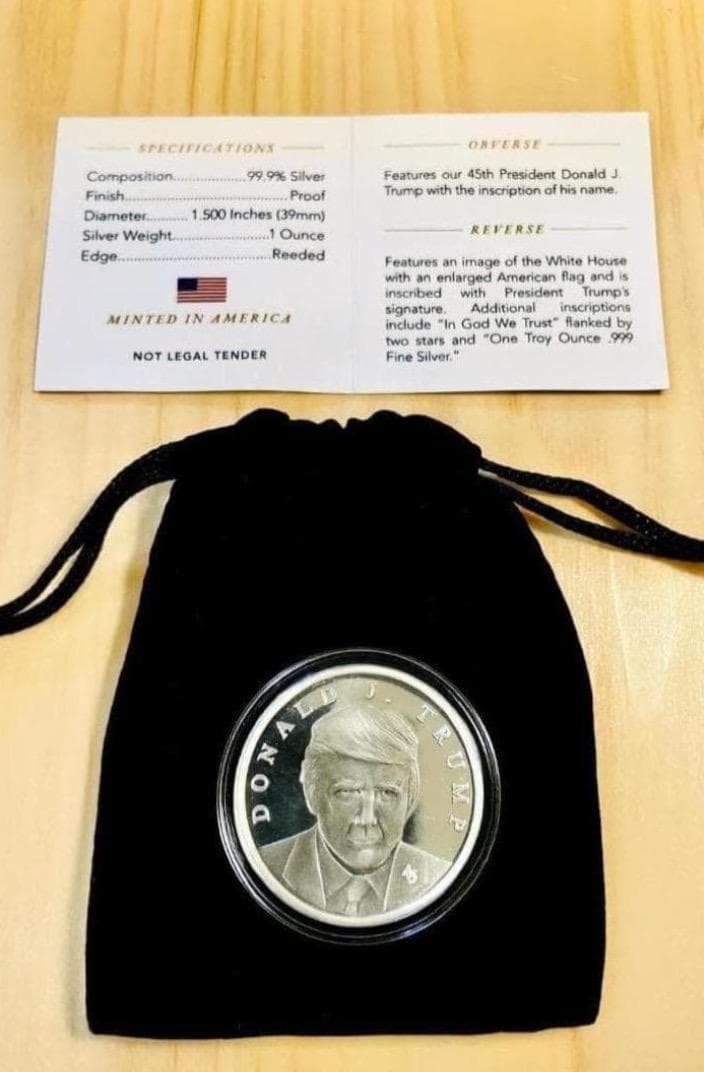 SPECIFICATIONS
Composition.................99.9% Silver
Finish.......................................Proof
Diameter.......... 1.500 Inches (39mm)
Silver Weight........................1 Ounce
Edge......................................Reeded
MINTED IN AMERICA
NOT LEGAL TENDER
OBVERSE
Features our 45th President Donald J.
Trump with the inscription of his name.
REVERSE
Features an image of the White House
with an enlarged American flag and is
inscribed with President Trump's
signature. Additional inscriptions
include "In God We Trust" flanked by
two stars and "One Troy Ounce .999
Fine Silver."
DONALD J. TRUMP